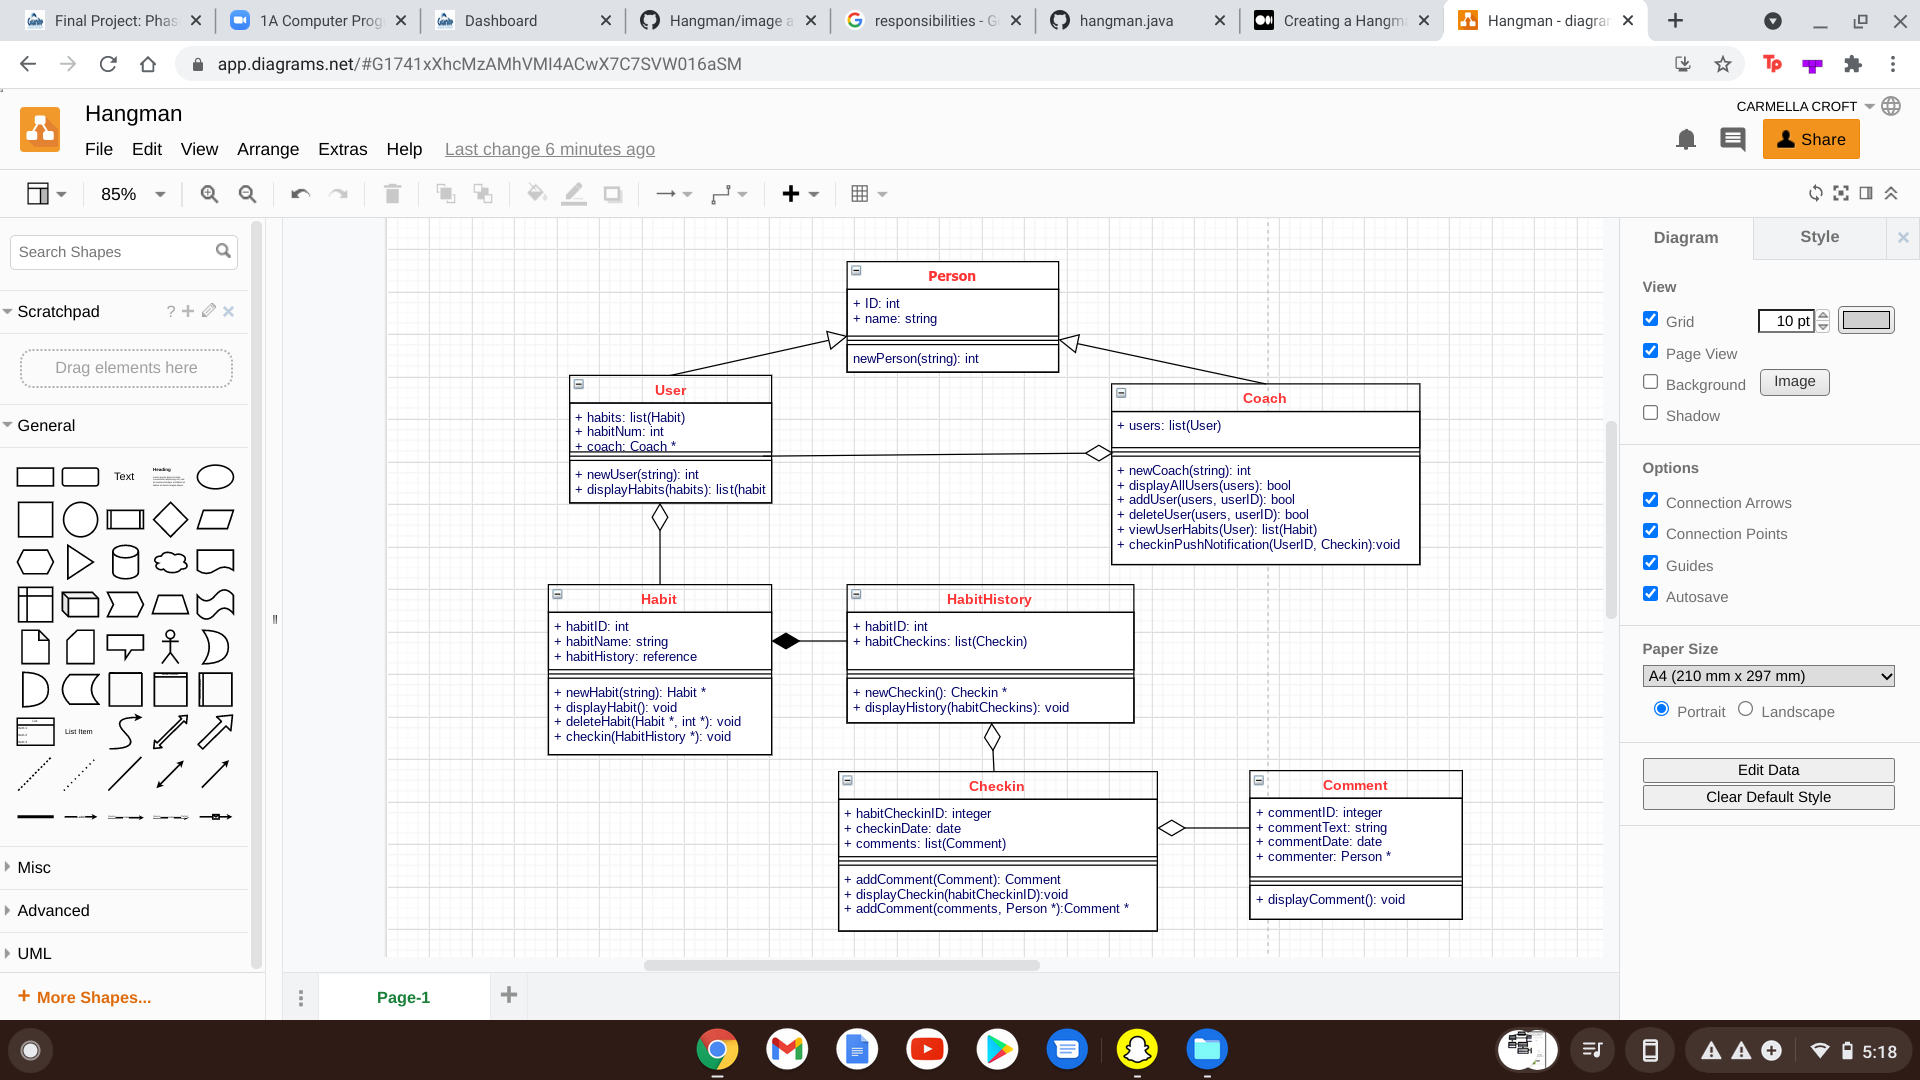 Final Project: Phas
1A Computer Prog
Dashboard
Hangman/image a
responsibilities - G
hangman.java
Creating a Hangma
Hangman - diagram
app.diagrams.net/#G1741xXhcMzAMhVMI4ACwX7C7SVW016aSM
Hangman
CARMELLA CROFT
File Edit View Arrange Extras Help Last change 6 minutes ago
Share
85%
Search Shapes
Scratchpad
?
Drag elements here
General
Text
Heading
List Item
Misc
Advanced
UML
+ More Shapes...
Person
+ ID: int
+ name: string
newPerson(string): int
User
+ habits: list(Habit)
+ habitNum: int
+ coach: Coach *
+ newUser(string): int
+ displayHabits(habits): list(habit
Coach
+ users: list(User)
+ newCoach(string): int
+ displayAllUsers(users): bool
+ addUser(users, userID): bool
+ deleteUser(users, userID): bool
+ viewUserHabits(User): list(Habit)
+ checkinPushNotification(UserID, Checkin):void
Habit
+ habitID: int
+ habitName: string
+ habitHistory: reference
+ newHabit(string): Habit *
+ displayHabit(): void
+ deleteHabit(Habit *, int *): void
+ checkin(HabitHistory *): void
HabitHistory
+ habitID: int
+ habitCheckins: list(Checkin)
+ newCheckin(): Checkin *
+ displayHistory(habitCheckins): void
Checkin
+ habitCheckinID: integer
+ checkinDate: date
+ comments: list(Comment)
+ addComment(Comment): Comment
+ displayCheckin(habitCheckinID):void
+ addComment(comments, Person *):Comment *
Comment
+ commentID: integer
+ commentText: string
+ commentDate: date
+ commenter: Person *
+ displayComment(): void
Page-1
Diagram
Style
View
Grid
10 pt
Page View
Background
Image
Shadow
Options
Connection Arrows
Connection Points
Guides
Autosave
Paper Size
A4 (210 mm x 297 mm)
Portrait
Landscape
Edit Data
Clear Default Style
5:18